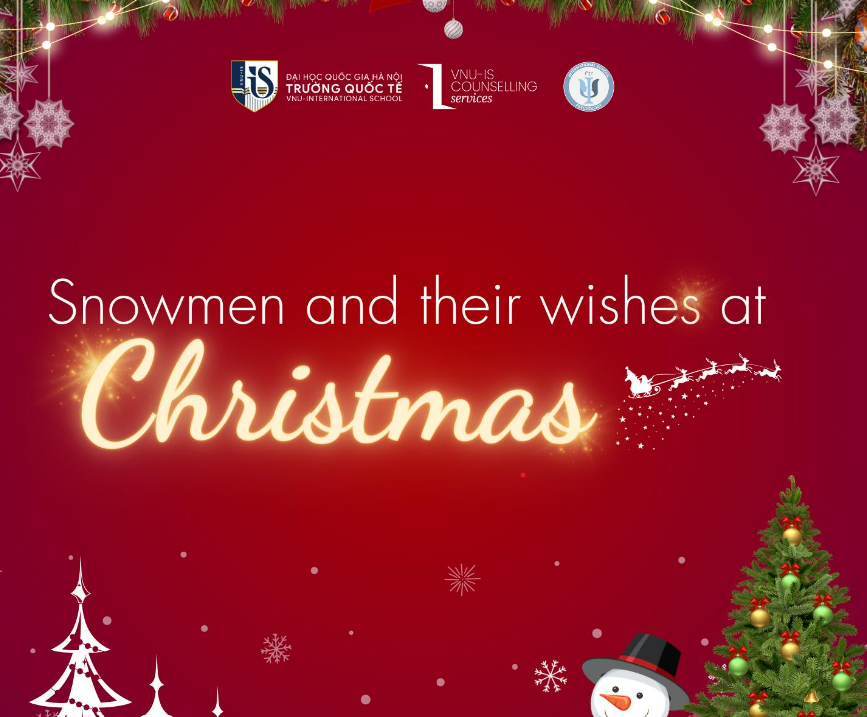 ĐẠI HỌC QUỐC GIA HÀ NỘI
TRƯỜNG QUỐC TẾ
VNU-INTERNATIONAL SCHOOL
VNU-IS
COUNSELLING
services
Snowmen and their wishes at
Christmas